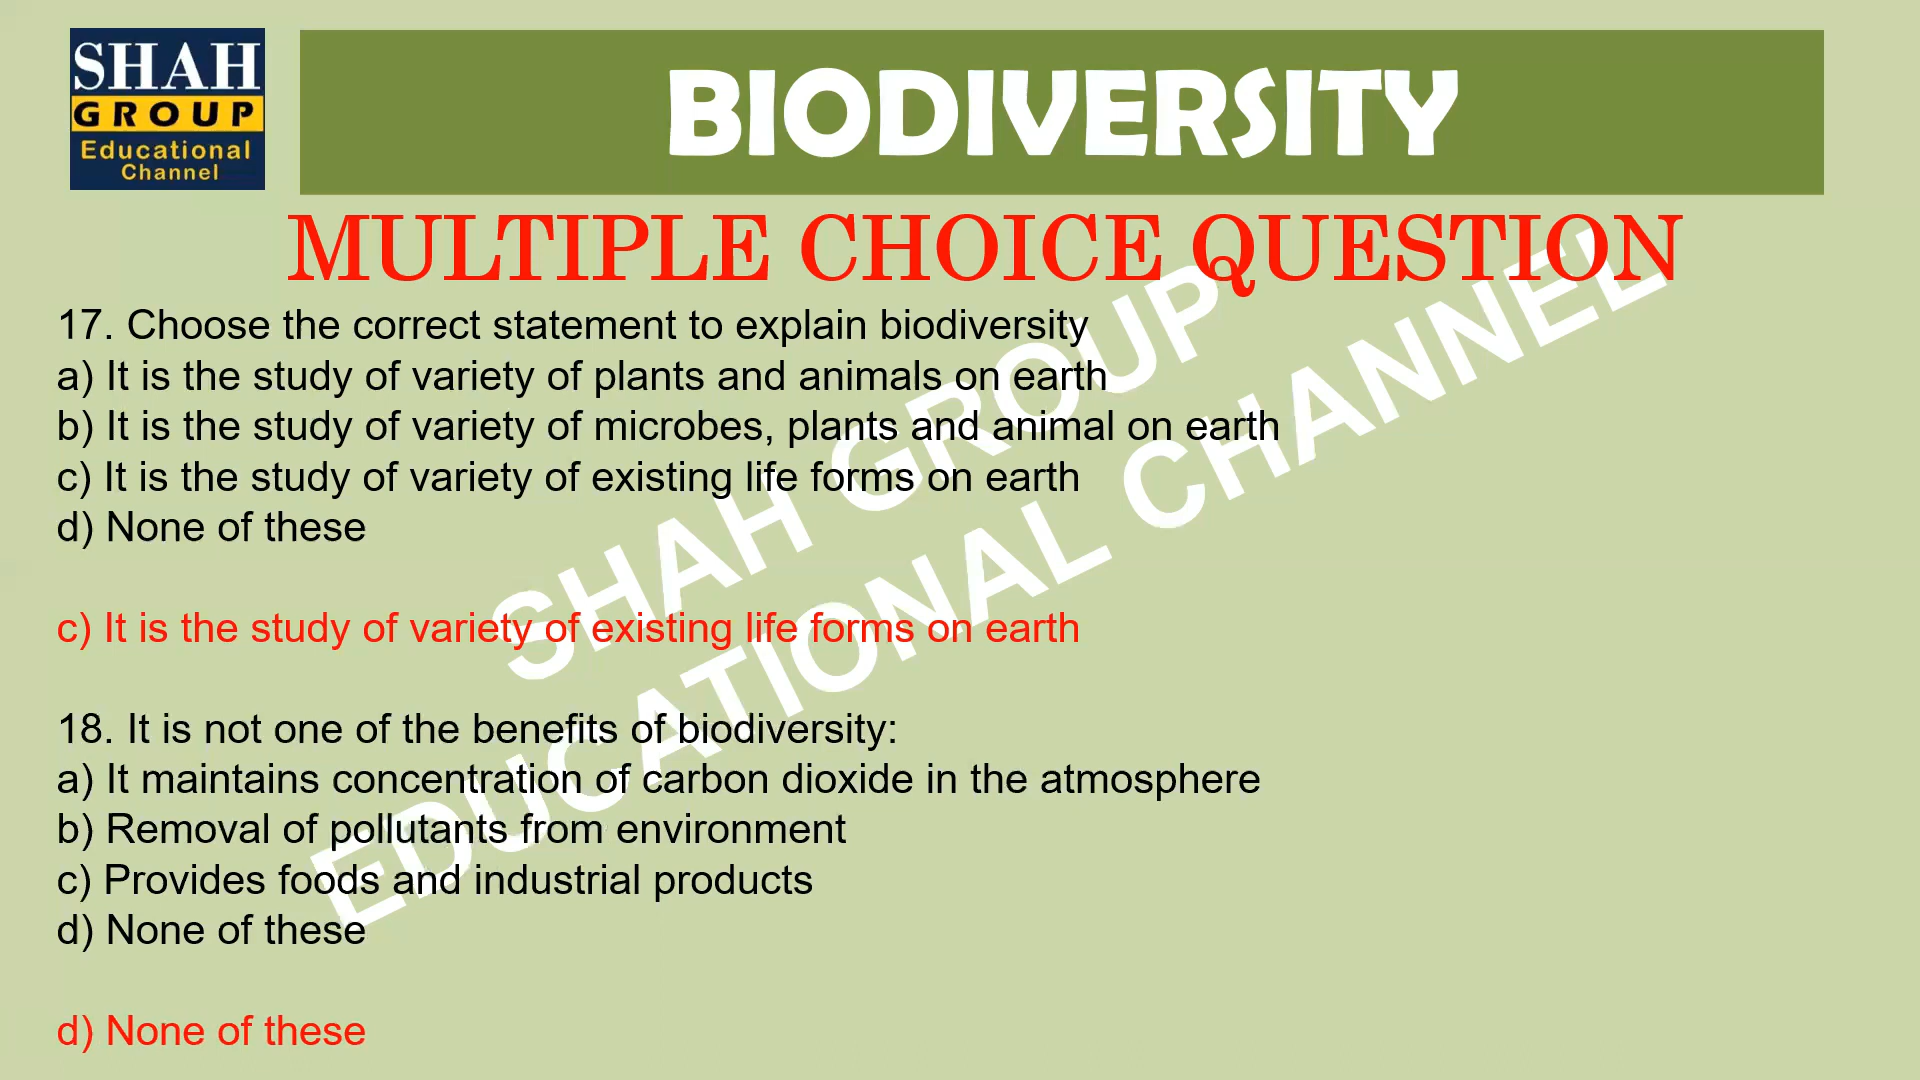 SHAH
GROUP
Educational
Channel
BIODIVERSITY
MULTIPLE CHOICE QUESTION
17. Choose the correct statement to explain biodiversity
a) It is the study of variety of plants and animals on earth
b) It is the study of variety of microbes, plants and animal on earth
c) It is the study of variety of existing life forms on earth
d) None of these
c) It is the study of variety of existing life forms on earth
18. It is not one of the benefits of biodiversity:
a) It maintains concentration of carbon dioxide in the atmosphere
b) Removal of pollutants from environment
c) Provides foods and industrial products
d) None of these
d) None of these
SHAH GROUP
EDUCATIONAL CHANNEL